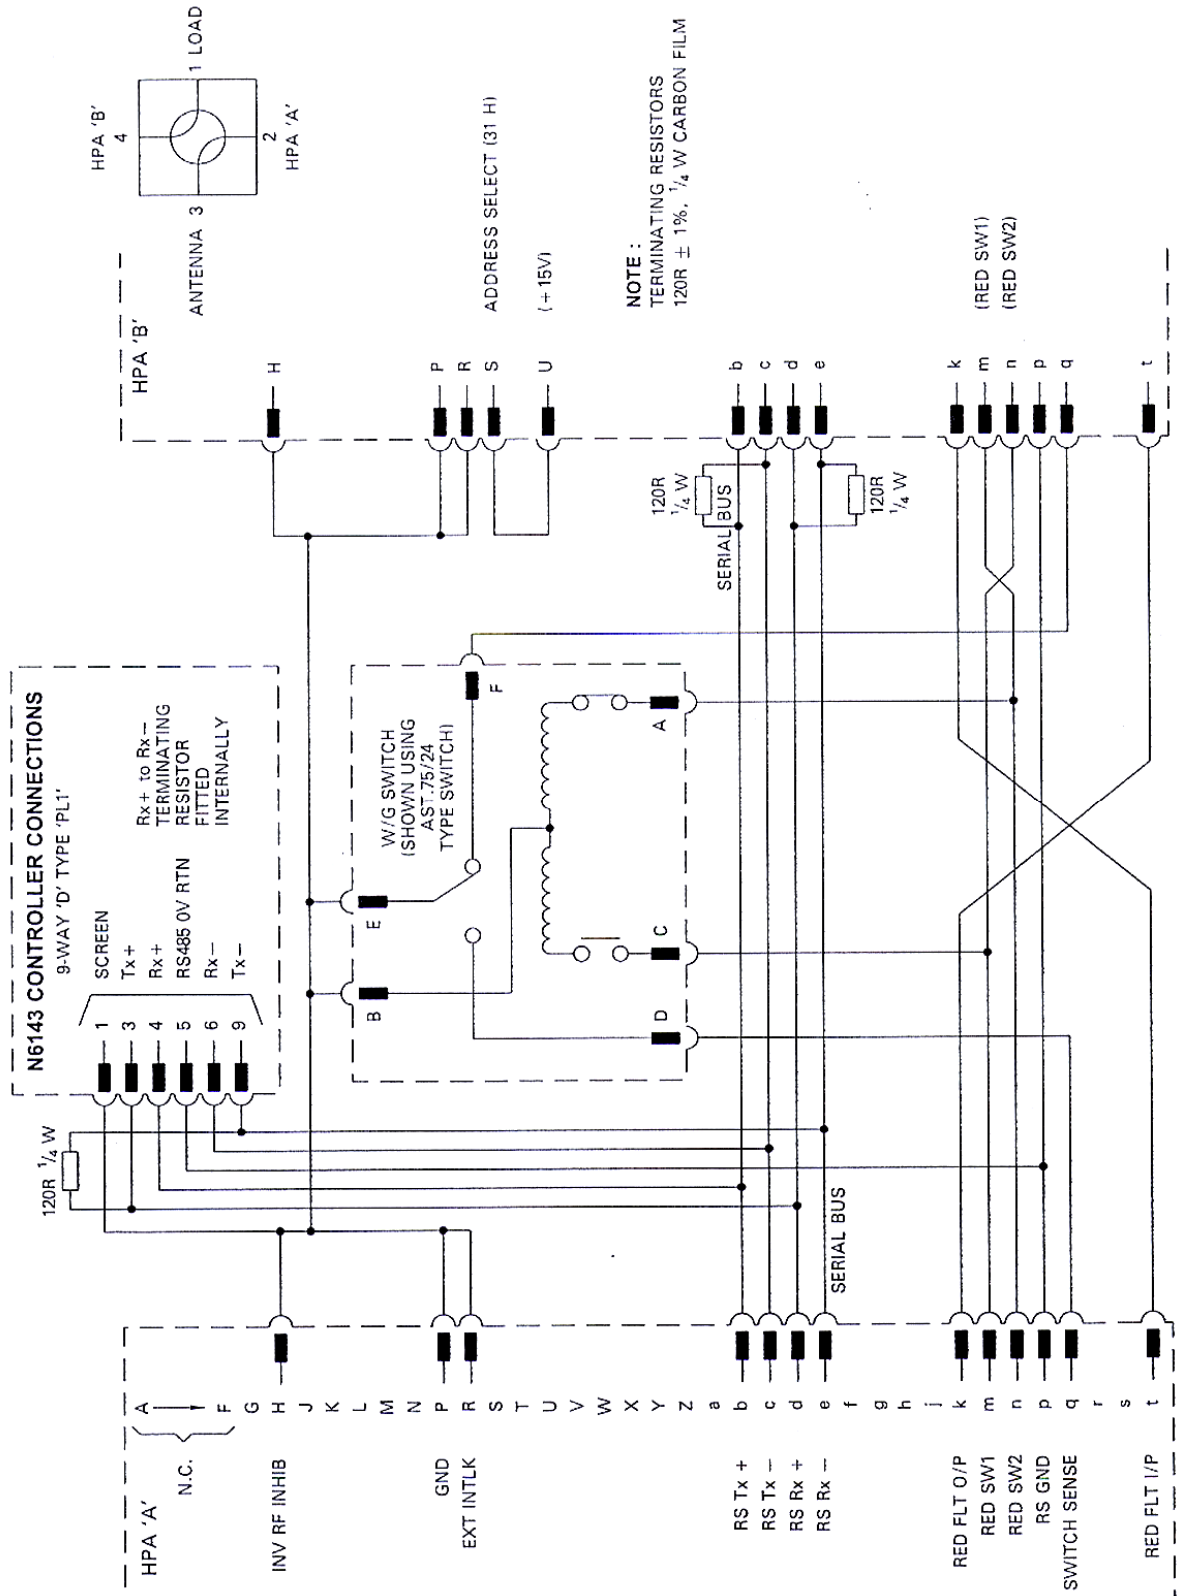 HPA 'B'
4
1 LOAD
2
HPA 'A'
ANTENNA 3
HPA 'B'
H
P
R
S
ADDRESS SELECT (31 H)
U
(+15V)
NOTE :
TERMINATING RESISTORS
120R ± 1%, 1/4 W CARBON FILM
b
c
d
e
k
m
(RED SW1)
n
(RED SW2)
p
q
t
120R
1/4 W
SERIAL BUS
120R
1/4 W
N6143 CONTROLLER CONNECTIONS
9-WAY 'D' TYPE 'PL1'
1 SCREEN
3 Tx+
4 Rx+
5 RS485 0V RTN
6 Rx−
9 Tx−
Rx+ to Rx−
TERMINATING
RESISTOR
FITTED
INTERNALLY
120R 1/4 W
W/G SWITCH
(SHOWN USING
AST.75/24
TYPE SWITCH)
F
E
B
A
C
D
SERIAL BUS
HPA 'A'
N.C.
A
F
G
H INV RF INHIB
J
K
L
M
N
P GND
R EXT INTLK
S
T
U
V
W
X
Y
Z
a
b RS Tx +
c RS Tx −
d RS Rx +
e RS Rx −
f
g
h
j
k RED FLT O/P
m RED SW1
n RED SW2
p RS GND
q SWITCH SENSE
r
s
t RED FLT I/P